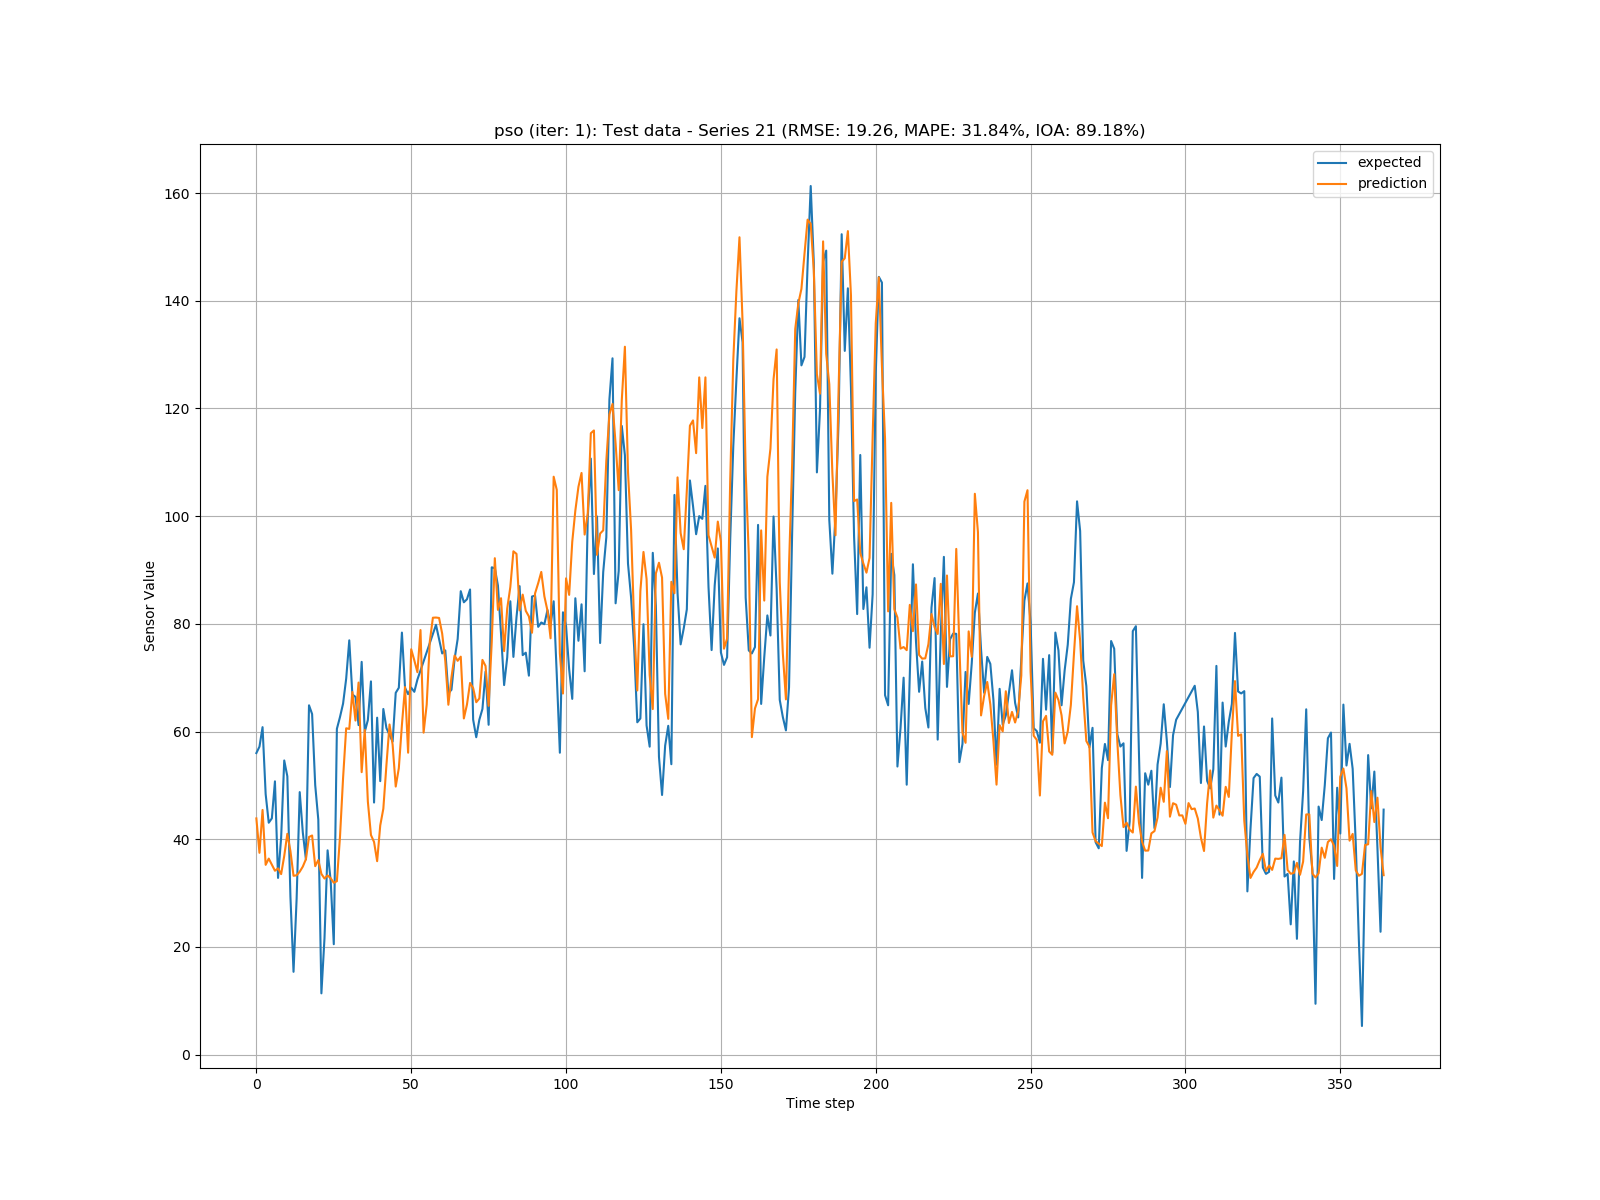 pso (iter: 1): Test data - Series 21 (RMSE: 19.26, MAPE: 31.84%, IOA: 89.18%)
expected
prediction
160
140
120
100
80
60
40
20
0
Sensor Value
0 50 100 150 200 250 300 350
Time step